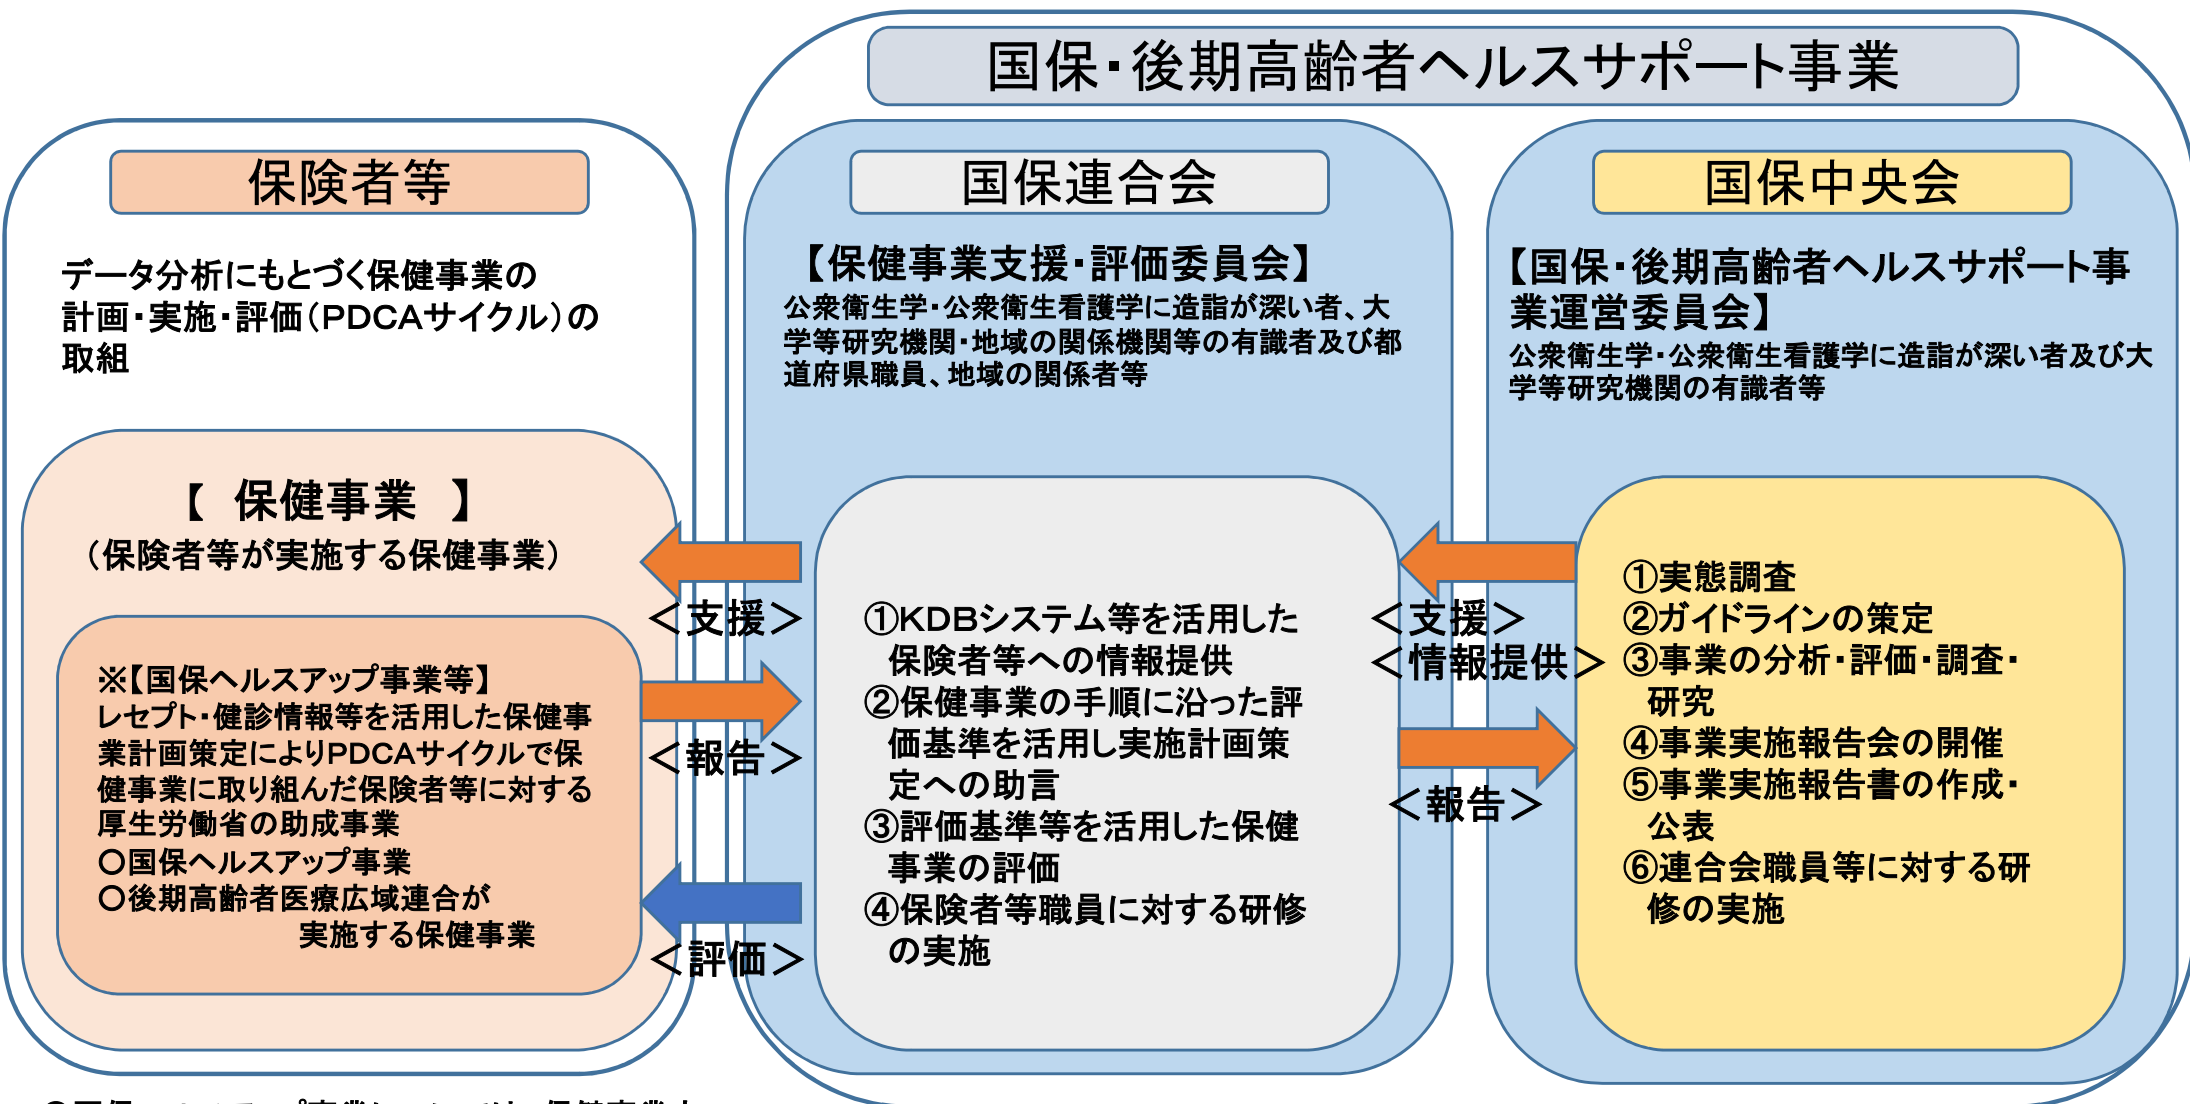 国保・後期高齢者ヘルスサポート事業
保険者等
データ分析にもとづく保健事業の
計画・実施・評価(PDCAサイクル)の
取組
【 保健事業 】
(保険者等が実施する保健事業)
※【国保ヘルスアップ事業等】
レセプト・健診情報等を活用した保健事
業計画策定によりPDCAサイクルで保
健事業に取り組んだ保険者等に対する
厚生労働省の助成事業
○国保ヘルスアップ事業
○後期高齢者医療広域連合が
実施する保健事業
<支援>
<報告>
<評価>
国保連合会
【保健事業支援・評価委員会】
公衆衛生学・公衆衛生看護学に造詣が深い者、大
学等研究機関・地域の関係機関等の有識者及び都
道府県職員、地域の関係者等
①KDBシステム等を活用した
保険者等への情報提供
②保健事業の手順に沿った評
価基準を活用し実施計画策
定への助言
③評価基準等を活用した保健
事業の評価
④保険者等職員に対する研修
の実施
<支援>
<情報提供>
<報告>
国保中央会
【国保・後期高齢者ヘルスサポート事
業運営委員会】
公衆衛生学・公衆衛生看護学に造詣が深い者及び大
学等研究機関の有識者等
①実態調査
②ガイドラインの策定
③事業の分析・評価・調査・
研究
④事業実施報告会の開催
⑤事業実施報告書の作成・
公表
⑥連合会職員等に対する研
修の実施